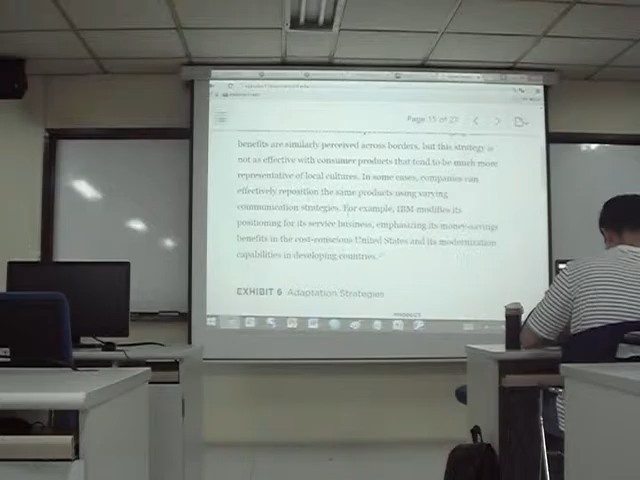 Page 15 of 27
benefits are similarly perceived across borders, but this strategy is
not as effective with consumer products that tend to be much more
representative of local cultures. In some cases, companies can
effectively reposition the same products using varying
communication strategies. For example, IBM modifies its
positioning for its service business, emphasizing its money-savings
benefits in the cost-conscious United States and its modernization
capabilities in developing countries.
EXHIBIT 6 Adaptation Strategies
PRODUCT